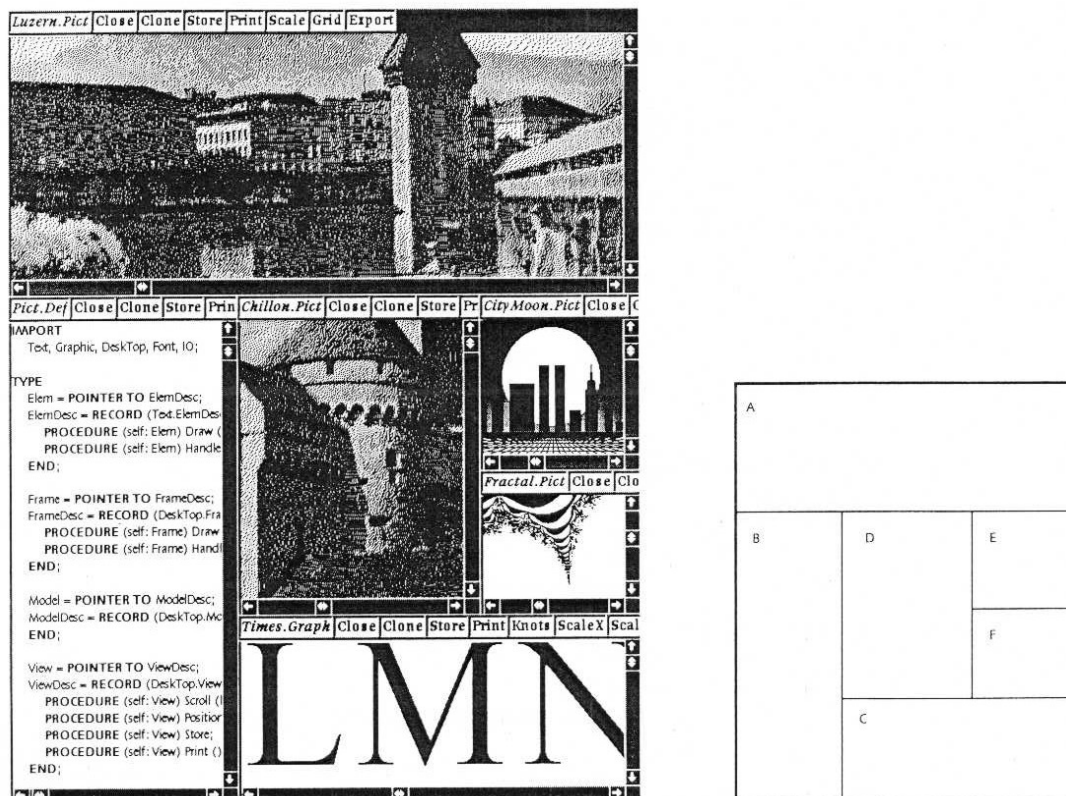 Luzern.Pict Close Clone Store Print Scale Grid Export
Pict.Def Close Clone Store Prin
IMPORT
Text, Graphic, DeskTop, Font, IO;
TYPE
Elem = POINTER TO ElemDesc;
ElemDesc = RECORD (Text.ElemDes
PROCEDURE (self: Elem) Draw (
PROCEDURE (self: Elem) Handle
END;
Frame = POINTER TO FrameDesc;
FrameDesc = RECORD (DeskTop.Fra
PROCEDURE (self: Frame) Draw
PROCEDURE (self: Frame) Handl
END;
Model = POINTER TO ModelDesc;
ModelDesc = RECORD (DeskTop.Mo
END;
View = POINTER TO ViewDesc;
ViewDesc = RECORD (DeskTop.View
PROCEDURE (self: View) Scroll (
PROCEDURE (self: View) Position
PROCEDURE (self: View) Store;
PROCEDURE (self: View) Print ()
END;
Chillon.Pict Close Clone Store Pr
CityMoon.Pict Close C
Fractal.Pict Close Clo
Times.Graph Close Clone Store Print Knots ScaleX Scal
LMN
A
B
D
E
F
C